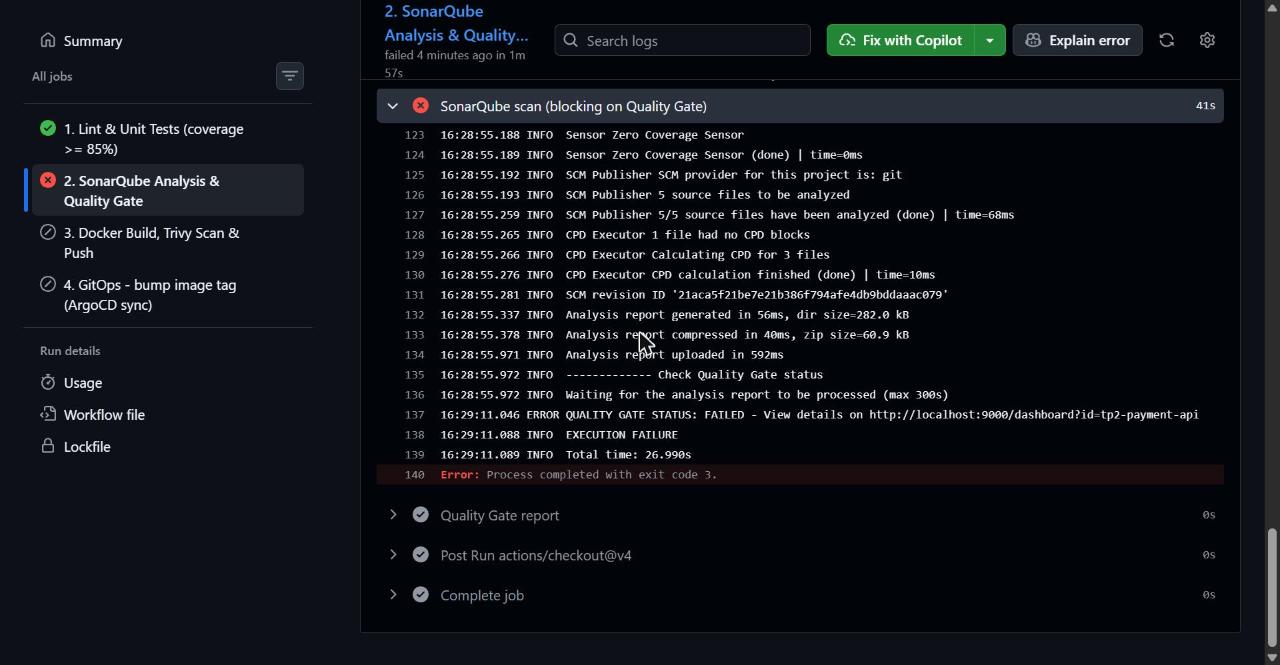 Summary
All jobs
1. Lint & Unit Tests (coverage
>= 85%)
2. SonarQube Analysis &
Quality Gate
3. Docker Build, Trivy Scan &
Push
4. GitOps - bump image tag
(ArgoCD sync)
Run details
Usage
Workflow file
Lockfile
2. SonarQube
Analysis & Quality...
failed 4 minutes ago in 1m
57s
Search logs
Fix with Copilot
Explain error
SonarQube scan (blocking on Quality Gate) 41s
123 16:28:55.188 INFO Sensor Zero Coverage Sensor
124 16:28:55.189 INFO Sensor Zero Coverage Sensor (done) | time=0ms
125 16:28:55.192 INFO SCM Publisher SCM provider for this project is: git
126 16:28:55.193 INFO SCM Publisher 5 source files to be analyzed
127 16:28:55.259 INFO SCM Publisher 5/5 source files have been analyzed (done) | time=68ms
128 16:28:55.265 INFO CPD Executor 1 file had no CPD blocks
129 16:28:55.266 INFO CPD Executor Calculating CPD for 3 files
130 16:28:55.276 INFO CPD Executor CPD calculation finished (done) | time=10ms
131 16:28:55.281 INFO SCM revision ID '21aca5f21be7e21b386f794afe4db9bddaaac079'
132 16:28:55.337 INFO Analysis report generated in 56ms, dir size=282.0 kB
133 16:28:55.378 INFO Analysis report compressed in 40ms, zip size=60.9 kB
134 16:28:55.971 INFO Analysis report uploaded in 592ms
135 16:28:55.972 INFO ------------- Check Quality Gate status
136 16:28:55.972 INFO Waiting for the analysis report to be processed (max 300s)
137 16:29:11.046 ERROR QUALITY GATE STATUS: FAILED - View details on http://localhost:9000/dashboard?id=tp2-payment-api
138 16:29:11.088 INFO EXECUTION FAILURE
139 16:29:11.089 INFO Total time: 26.990s
140 Error: Process completed with exit code 3.
Quality Gate report 0s
Post Run actions/checkout@v4 0s
Complete job 0s